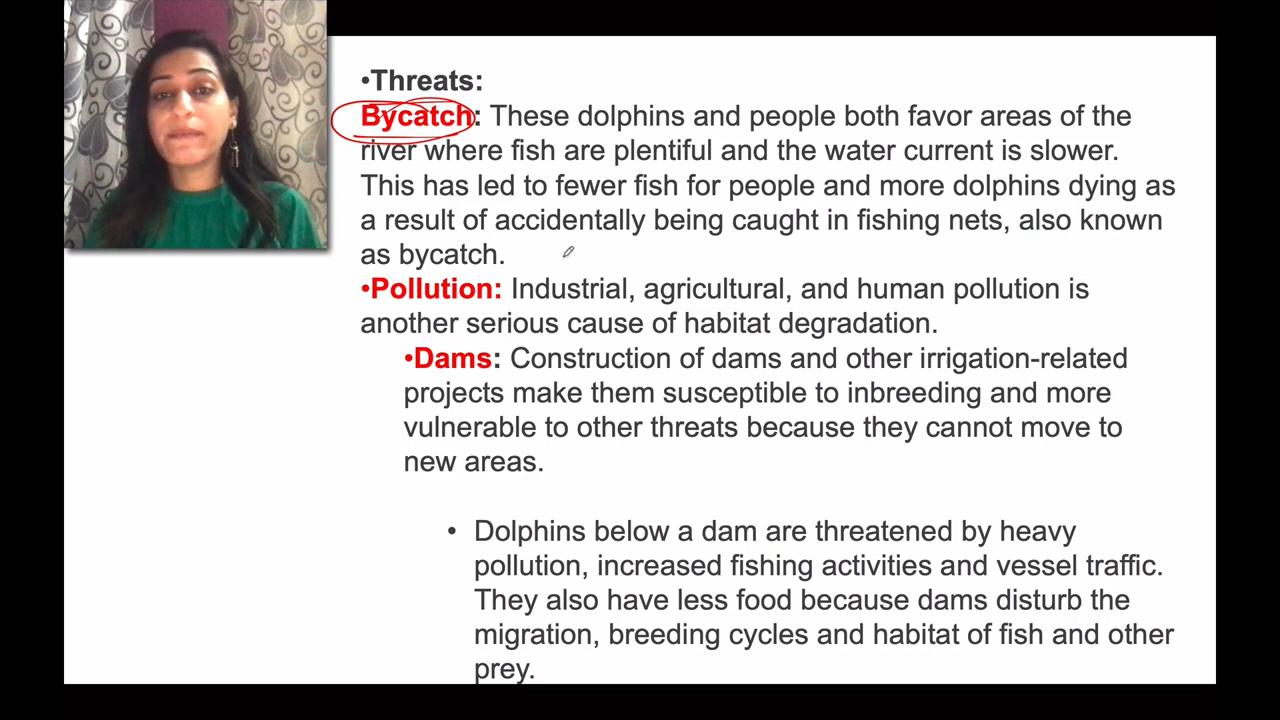 •Threats:
Bycatch: These dolphins and people both favor areas of the
river where fish are plentiful and the water current is slower.
This has led to fewer fish for people and more dolphins dying as
a result of accidentally being caught in fishing nets, also known
as bycatch.
•Pollution: Industrial, agricultural, and human pollution is
another serious cause of habitat degradation.
•Dams: Construction of dams and other irrigation-related
projects make them susceptible to inbreeding and more
vulnerable to other threats because they cannot move to
new areas.
• Dolphins below a dam are threatened by heavy
pollution, increased fishing activities and vessel traffic.
They also have less food because dams disturb the
migration, breeding cycles and habitat of fish and other
prey.